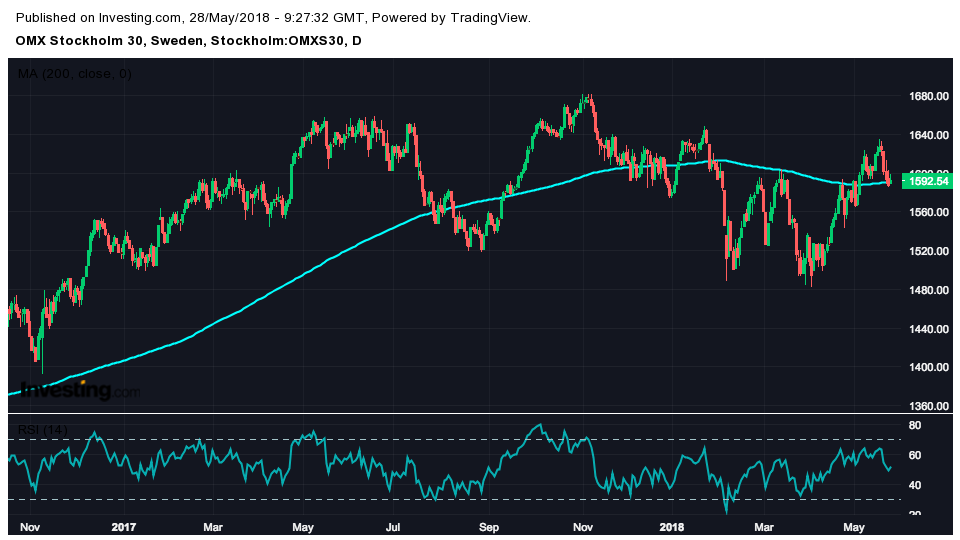 Published on Investing.com, 28/May/2018 - 9:27:32 GMT, Powered by TradingView.
OMX Stockholm 30, Sweden, Stockholm:OMXS30, D
MA (200, close, 0)
1680.00
1640.00
1600.00
1592.54
1560.00
1520.00
1480.00
1440.00
1400.00
1360.00
Investing.com
RSI (14)
80
60
40
20
Nov 2017 Mar May Jul Sep Nov 2018 Mar May